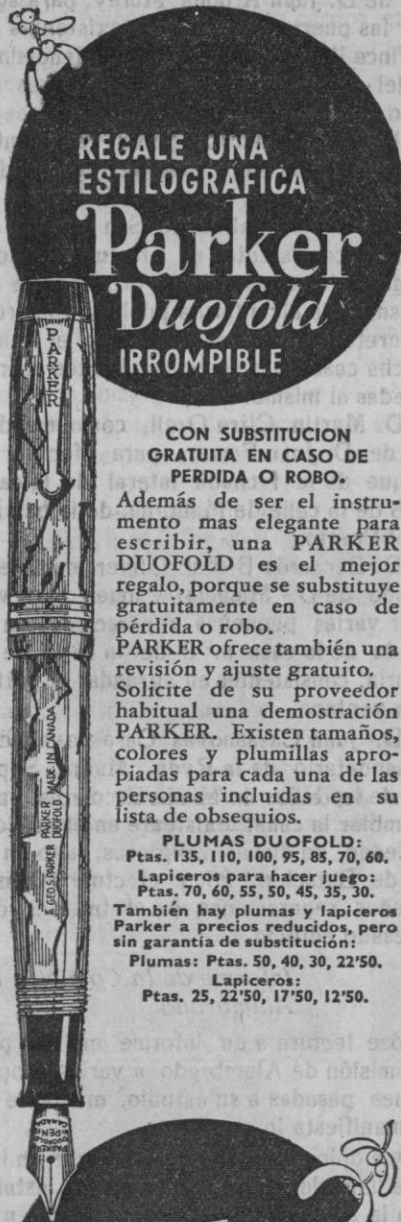 REGALE UNA
ESTILOGRÁFICA
Parker
Duofold
IRROMPIBLE
PARKER
CON SUBSTITUCION
GRATUITA EN CASO DE
PERDIDA O ROBO.
Además de ser el instru-
mento mas elegante para
escribir, una PARKER
DUOFOLD es el mejor
regalo, porque se substituye
gratuitamente en caso de
pérdida o robo.
PARKER ofrece también una
revisión y ajuste gratuito.
Solicite de su proveedor
habitual una demostración
PARKER. Existen tamaños,
colores y plumillas apro-
piadas para cada una de las
personas incluidas en su
lista de obsequios.
PLUMAS DUOFOLD:
Ptas. 135, 110, 100, 95, 85, 70, 60.
Lapiceros para hacer juego:
Ptas. 70, 60, 55, 50, 45, 35, 30.
También hay plumas y lapiceros
Parker a precios reducidos, pero
sin garantía de substitución:
Plumas: Ptas. 50, 40, 30, 22'50.
Lapiceros:
Ptas. 25, 22'50, 17'50, 12'50.
GEO.S. PARKER
DUOFOLD
MADE IN CANADA
PARKER
PEN